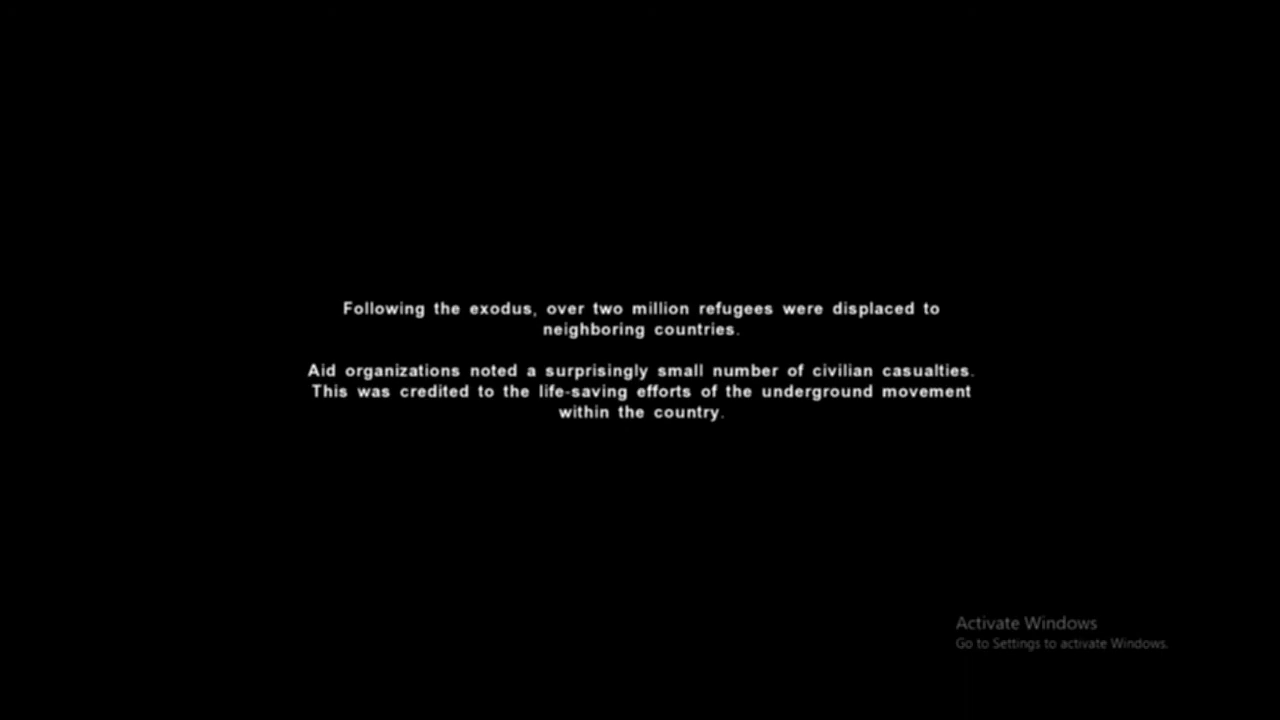 Following the exodus, over two million refugees were displaced to
neighboring countries.
Aid organizations noted a surprisingly small number of civilian casualties.
This was credited to the life-saving efforts of the underground movement
within the country.
Activate Windows
Go to Settings to activate Windows.